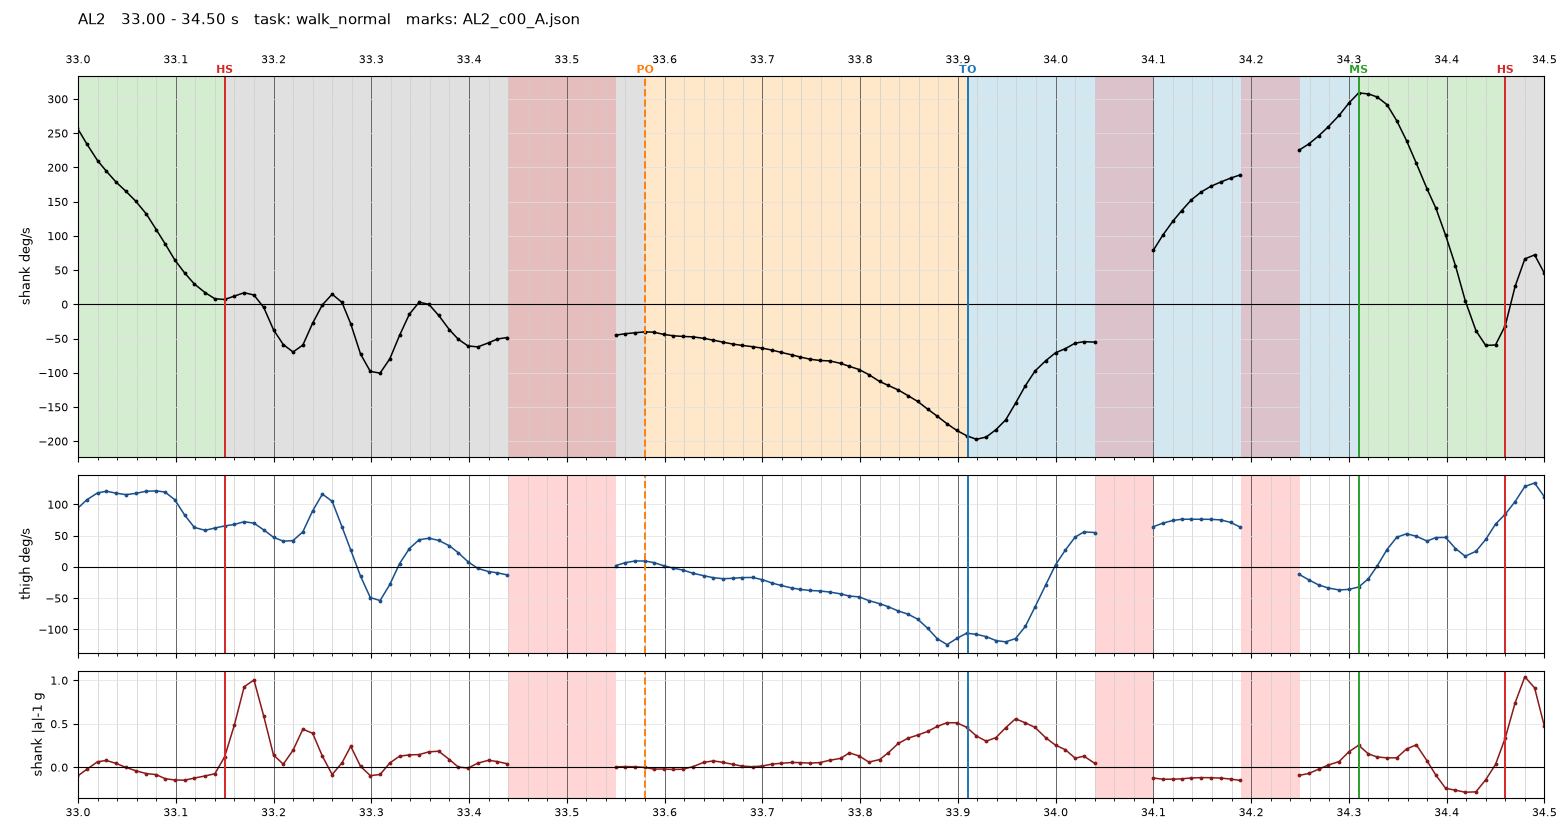 AL2 33.00 - 34.50 s task: walk_normal marks: AL2_c00_A.json
33.0 33.1 33.2 33.3 33.4 33.5 33.6 33.7 33.8 33.9 34.0 34.1 34.2 34.3 34.4 34.5
HS PO TO MS HS
shank deg/s
300
250
200
150
100
50
0
−50
−100
−150
−200
thigh deg/s
100
50
0
−50
−100
shank |a|-1 g
1.0
0.5
0.0
33.0 33.1 33.2 33.3 33.4 33.5 33.6 33.7 33.8 33.9 34.0 34.1 34.2 34.3 34.4 34.5